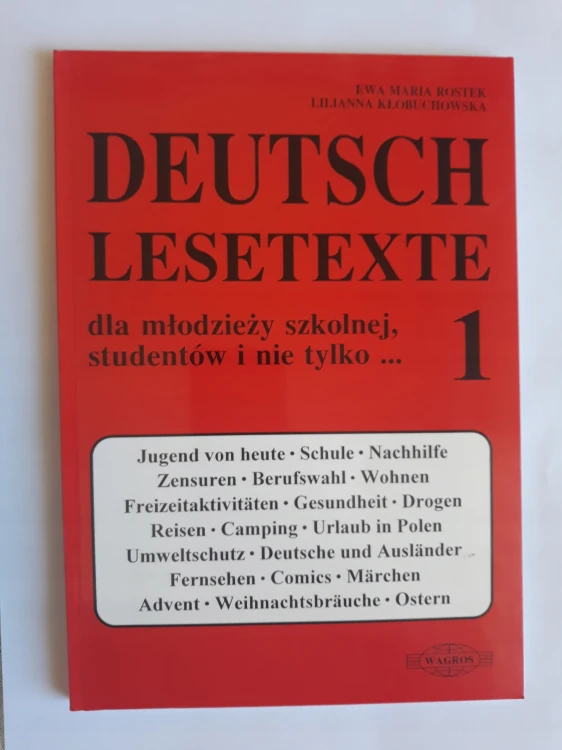 EWA MARIA ROSTEK
LILIANNA KŁOBUCHOWSKA
DEUTSCH
LESETEXTE
dla młodzieży szkolnej,
studentów i nie tylko ...
1
Jugend von heute • Schule • Nachhilfe
Zensuren • Berufswahl • Wohnen
Freizeitaktivitäten • Gesundheit • Drogen
Reisen • Camping • Urlaub in Polen
Umweltschutz • Deutsche und Ausländer
Fernsehen • Comics • Märchen
Advent • Weihnachtsbräuche • Ostern
WAGROS